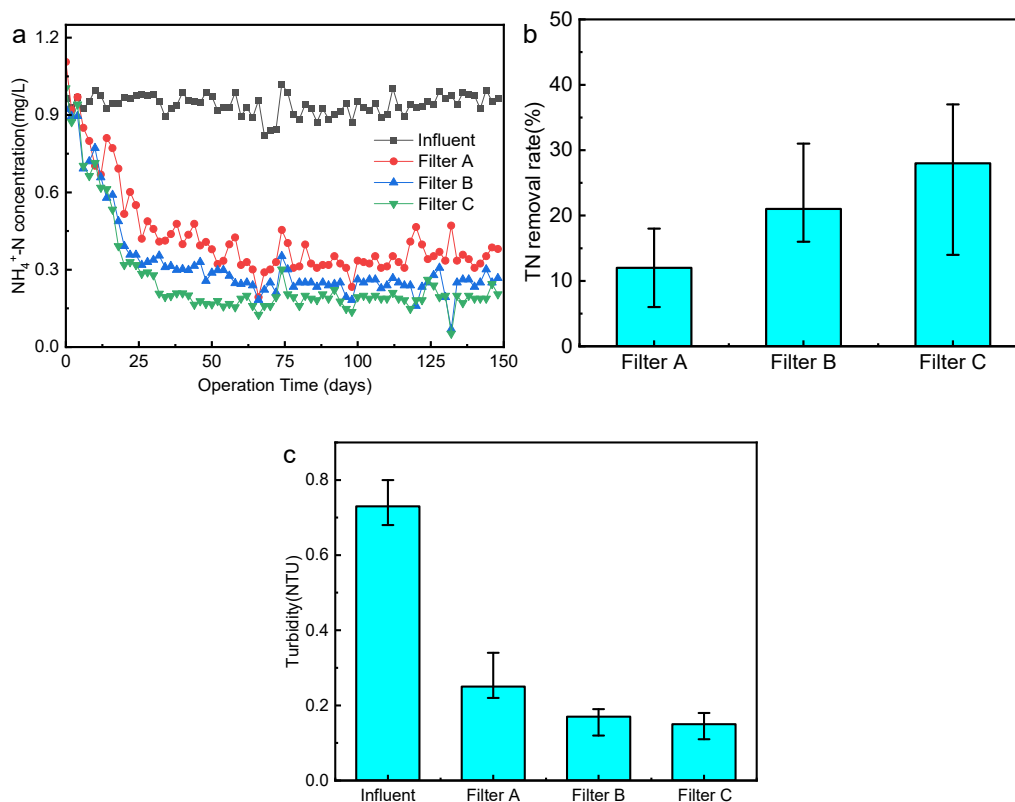 a
NH₄⁺-N concentration(mg/L)
1.2
0.9
0.6
0.3
0.0
Influent
Filter A
Filter B
Filter C
0 25 50 75 100 125 150
Operation Time (days)
b
TN removal rate(%)
50
40
30
20
10
0
Filter A Filter B Filter C
c
Turbidity(NTU)
0.8
0.6
0.4
0.2
0.0
Influent Filter A Filter B Filter C